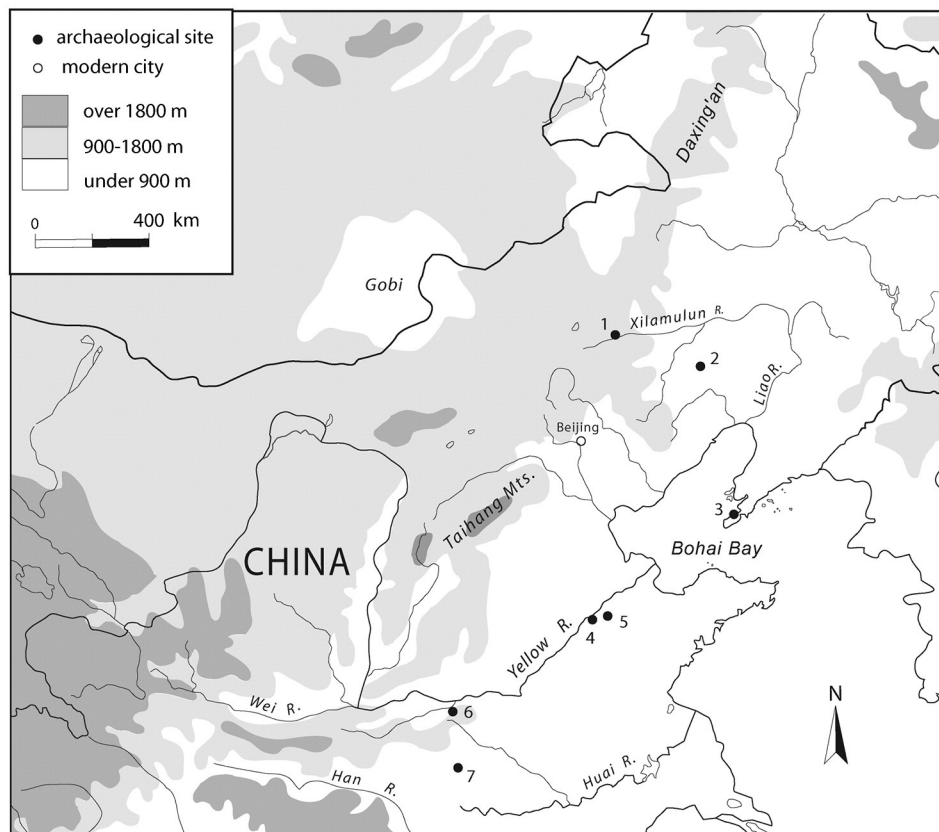 archaeological site
modern city
over 1800 m
900-1800 m
under 900 m
0 400 km
Daxing'an
Gobi
1
Xilamulun R.
2
Liao R.
Beijing
Taihang Mts.
3
CHINA
Bohai Bay
Yellow R.
4
5
Wei R.
6
N
7
Han R.
Huai R.